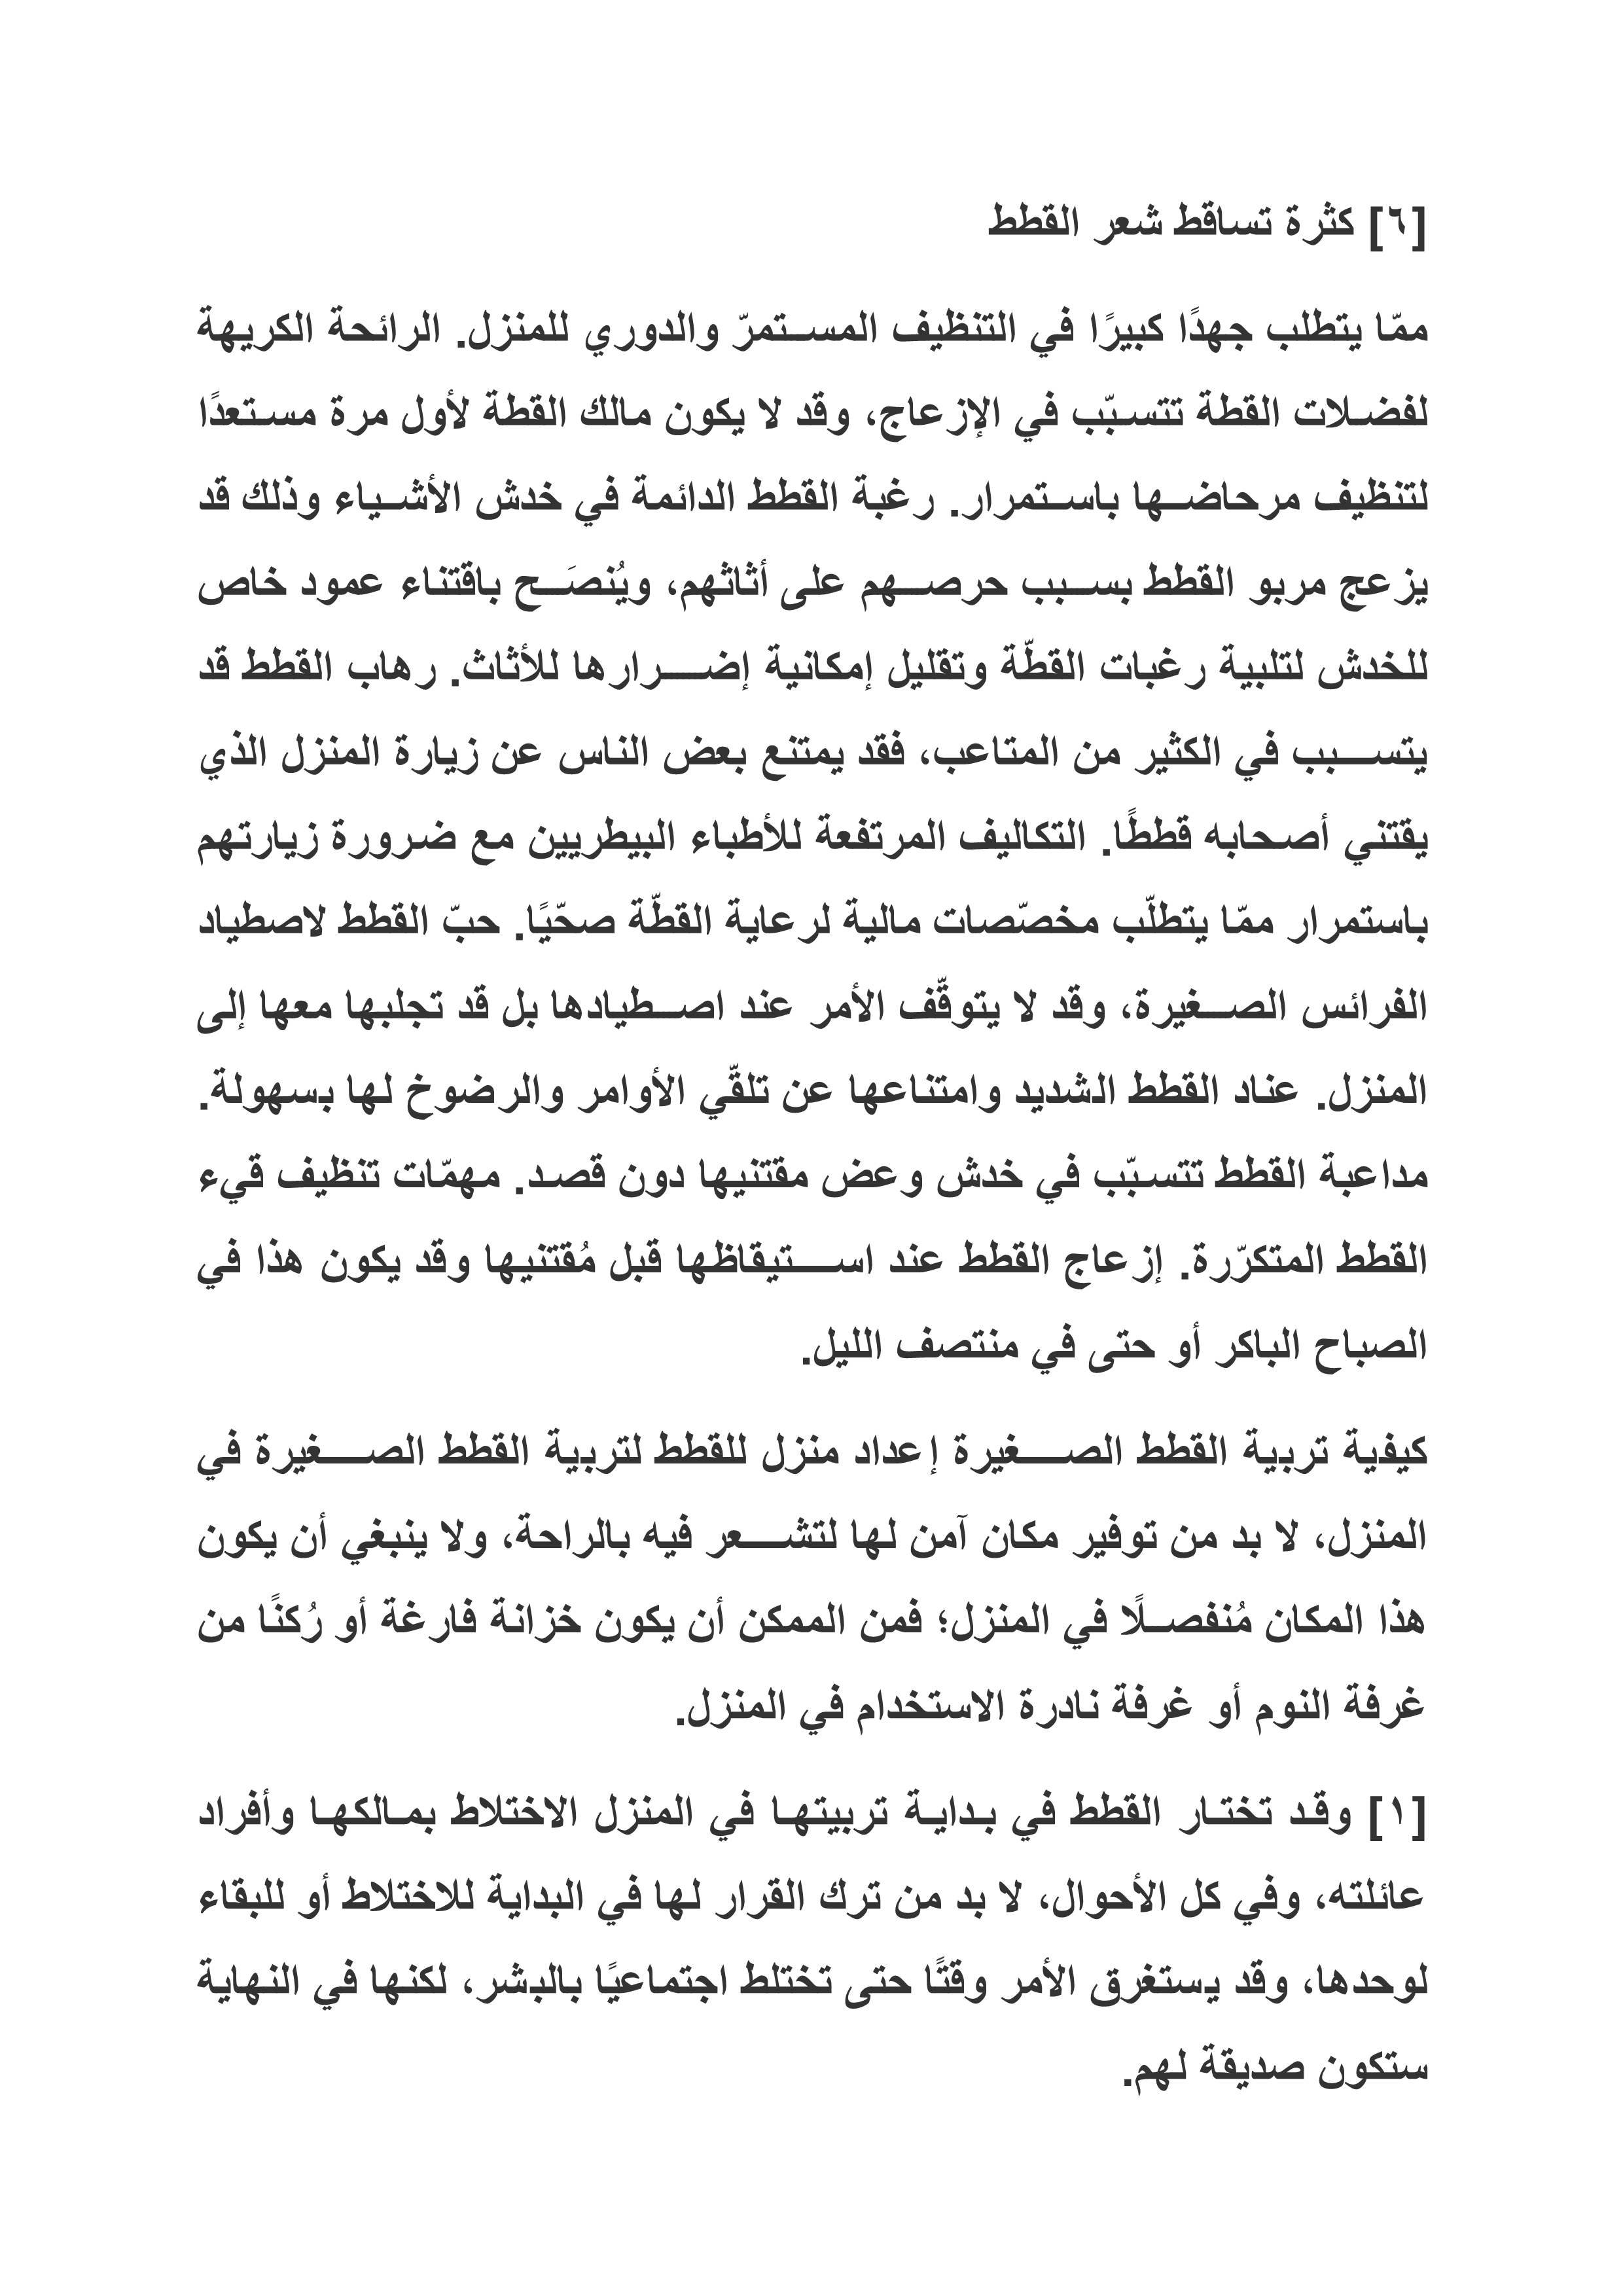 [٦] كثرة تساقط شعر القطط
ممّا يتطلب جهدًا كبيرًا في التنظيف المستمرّ والدوري للمنزل. الرائحة الكريهة
لفضلات القطة تتسبّب في الإزعاج، وقد لا يكون مالك القطة لأول مرة مستعدًا
لتنظيف مرحاضها باستمرار. رغبة القطط الدائمة في خدش الأشياء وذلك قد
يزعج مربو القطط بسبب حرصهم على أثاثهم، ويُنصَح باقتناء عمود خاص
للخدش لتلبية رغبات القطّة وتقليل إمكانية إضرارها للأثاث. رهاب القطط قد
يتسبب في الكثير من المتاعب، فقد يمتنع بعض الناس عن زيارة المنزل الذي
يقتني أصحابه قططًا. التكاليف المرتفعة للأطباء البيطريين مع ضرورة زيارتهم
باستمرار ممّا يتطلّب مخصّصات مالية لرعاية القطّة صحّيًا. حبّ القطط لاصطياد
الفرائس الصغيرة، وقد لا يتوقّف الأمر عند اصطيادها بل قد تجلبها معها إلى
المنزل. عناد القطط الشديد وامتناعها عن تلقّي الأوامر والرضوخ لها بسهولة.
مداعبة القطط تتسبّب في خدش وعض مقتنيها دون قصد. مهمّات تنظيف قيء
القطط المتكرّرة. إزعاج القطط عند استيقاظها قبل مُقتنيها وقد يكون هذا في
الصباح الباكر أو حتى في منتصف الليل.
كيفية تربية القطط الصغيرة إعداد منزل للقطط لتربية القطط الصغيرة في
المنزل، لا بد من توفير مكان آمن لها لتشعر فيه بالراحة، ولا ينبغي أن يكون
هذا المكان مُنفصلًا في المنزل؛ فمن الممكن أن يكون خزانة فارغة أو رُكنًا من
غرفة النوم أو غرفة نادرة الاستخدام في المنزل.
[١] وقد تختار القطط في بداية تربيتها في المنزل الاختلاط بمالكها وأفراد
عائلته، وفي كل الأحوال، لا بد من ترك القرار لها في البداية للاختلاط أو للبقاء
لوحدها، وقد يستغرق الأمر وقتًا حتى تختلط اجتماعيًا بالبشر، لكنها في النهاية
ستكون صديقة لهم.